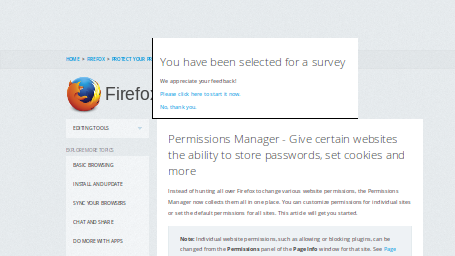 HOME > FIREFOX > PROTECT YOUR
You have been selected for a survey
We appreciate your feedback!
Please click here to start it now.
No, thank you.
Firefox
EDITING TOOLS
EXPLORE MORE TOPICS
BASIC BROWSING
INSTALL AND UPDATE
SYNC YOUR BROWSERS
CHAT AND SHARE
DO MORE WITH APPS
Permissions Manager - Give certain websites
the ability to store passwords, set cookies and
more
Instead of hunting all over Firefox to change various website permissions, the Permissions
Manager now collects them all in one place. You can customize permissions for individual sites
or set the default permissions for all sites. This article will get you started.
Note: Individual website permissions, such as allowing or blocking plugins, can be
changed from the Permissions panel of the Page Info window for that site. See Page